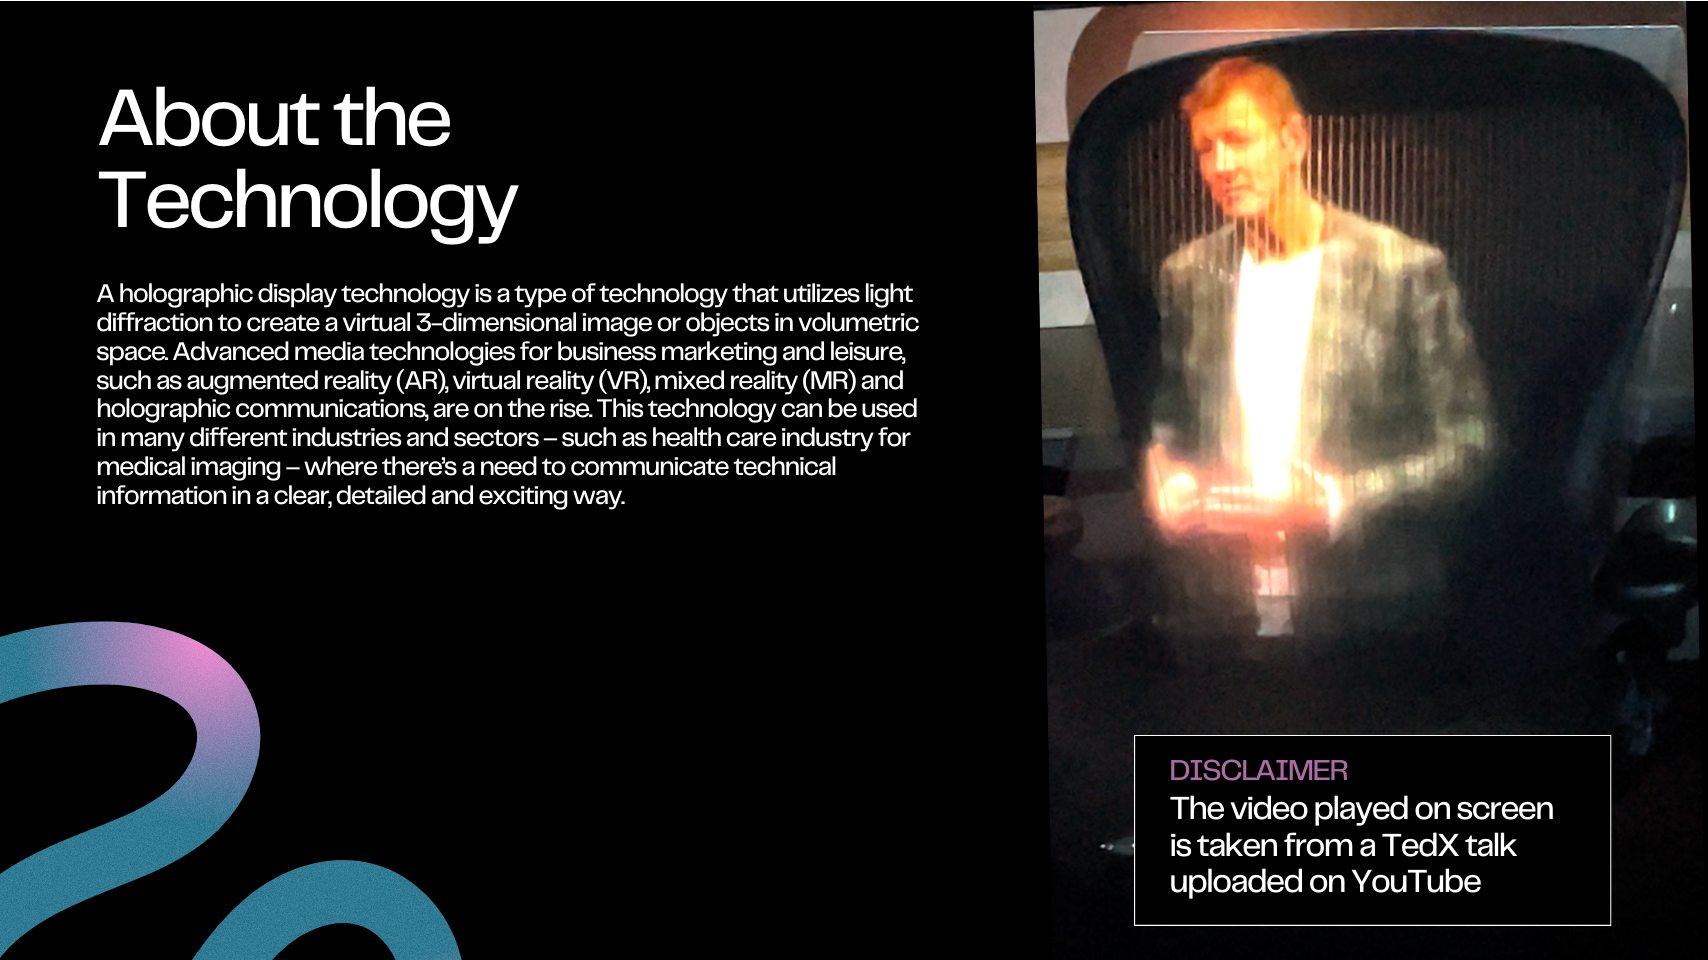 About the
Technology
A holographic display technology is a type of technology that utilizes light
diffraction to create a virtual 3-dimensional image or objects in volumetric
space. Advanced media technologies for business marketing and leisure,
such as augmented reality (AR), virtual reality (VR), mixed reality (MR) and
holographic communications, are on the rise. This technology can be used
in many different industries and sectors – such as health care industry for
medical imaging – where there's a need to communicate technical
information in a clear, detailed and exciting way.
DISCLAIMER
The video played on screen
is taken from a TedX talk
uploaded on YouTube